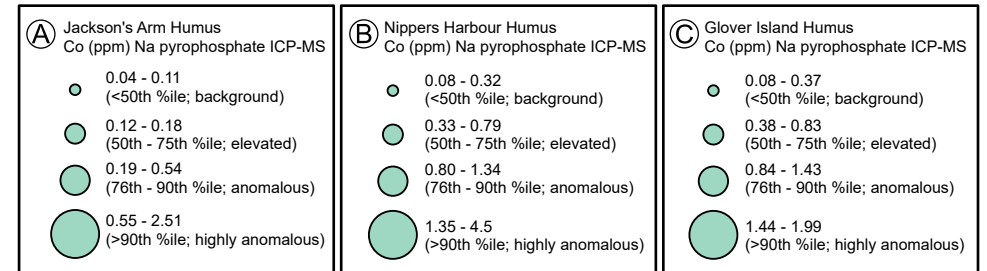 A Jackson's Arm Humus
Co (ppm) Na pyrophosphate ICP-MS
0.04 - 0.11
(<50th %ile; background)
0.12 - 0.18
(50th - 75th %ile; elevated)
0.19 - 0.54
(76th - 90th %ile; anomalous)
0.55 - 2.51
(>90th %ile; highly anomalous)
B Nippers Harbour Humus
Co (ppm) Na pyrophosphate ICP-MS
0.08 - 0.32
(<50th %ile; background)
0.33 - 0.79
(50th - 75th %ile; elevated)
0.80 - 1.34
(76th - 90th %ile; anomalous)
1.35 - 4.5
(>90th %ile; highly anomalous)
C Glover Island Humus
Co (ppm) Na pyrophosphate ICP-MS
0.08 - 0.37
(<50th %ile; background)
0.38 - 0.83
(50th - 75th %ile; elevated)
0.84 - 1.43
(76th - 90th %ile; anomalous)
1.44 - 1.99
(>90th %ile; highly anomalous)